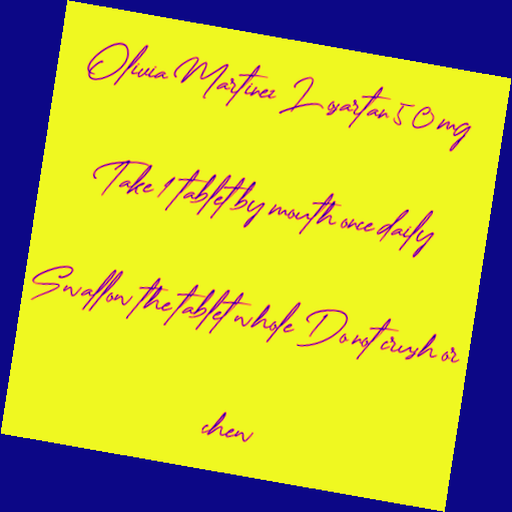 Olivia Martinez Losartan 50 mg
Take 1 tablet by mouth once daily
Swallow the tablet whole Do not crush or
chew